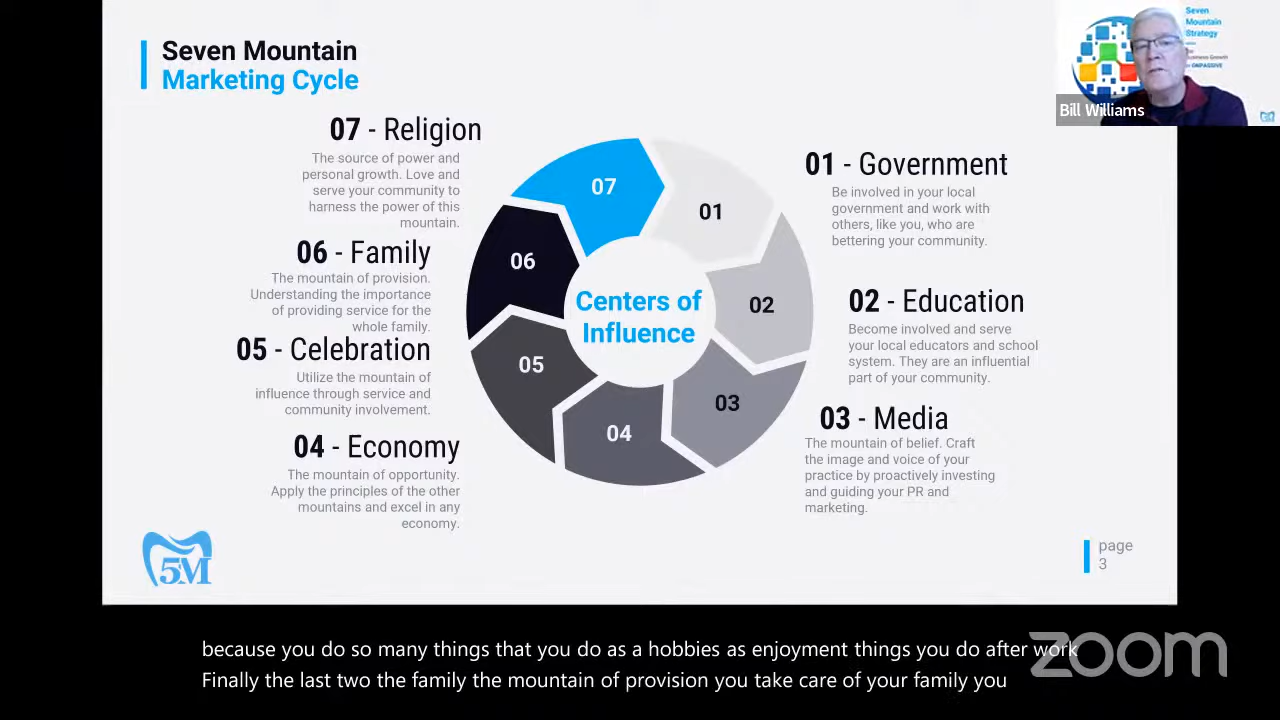 Seven Mountain
Marketing Cycle
07 - Religion
The source of power and
personal growth. Love and
serve your community to
harness the power of this
mountain.
06 - Family
The mountain of provision.
Understanding the importance
of providing service for the
whole family.
05 - Celebration
Utilize the mountain of
influence through service and
community involvement.
04 - Economy
The mountain of opportunity.
Apply the principles of the other
mountains and excel in any
economy.
5M
07
01
06
02
05
03
04
Centers of
Influence
01 - Government
Be involved in your local
government and work with
others, like you, who are
bettering your community.
02 - Education
Become involved and serve
your local educators and school
system. They are an influential
part of your community.
03 - Media
The mountain of belief. Craft
the image and voice of your
practice by proactively investing
and guiding your PR and
marketing.
page
3
Seven
Mountain
Strategy
Bill Williams
because you do so many things that you do as a hobbies as enjoyment things you do after work
Finally the last two the family the mountain of provision you take care of your family you
zoom